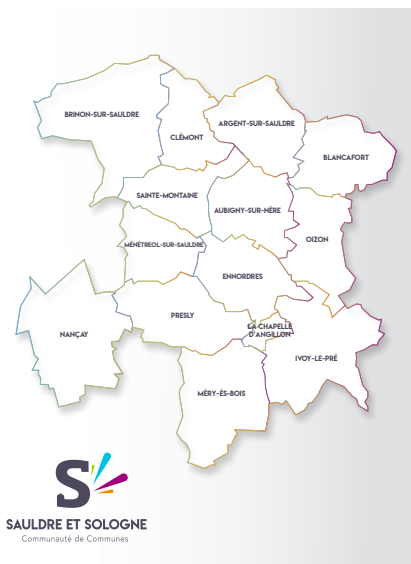 BRINON-SUR-SAULDRE
CLÉMONT
ARGENT-SUR-SAULDRE
BLANCAFORT
SAINTE-MONTAINE
AUBIGNY-SUR-NÈRE
MÉNÉTREOL-SUR-SAULDRE
OIZON
ENNORDRES
PRESLY
NANÇAY
LA CHAPELLE
D'ANGILLON
IVOY-LE-PRÉ
MÉRY-ÉS-BOIS
S
SAULDRE ET SOLOGNE
Communauté de Communes